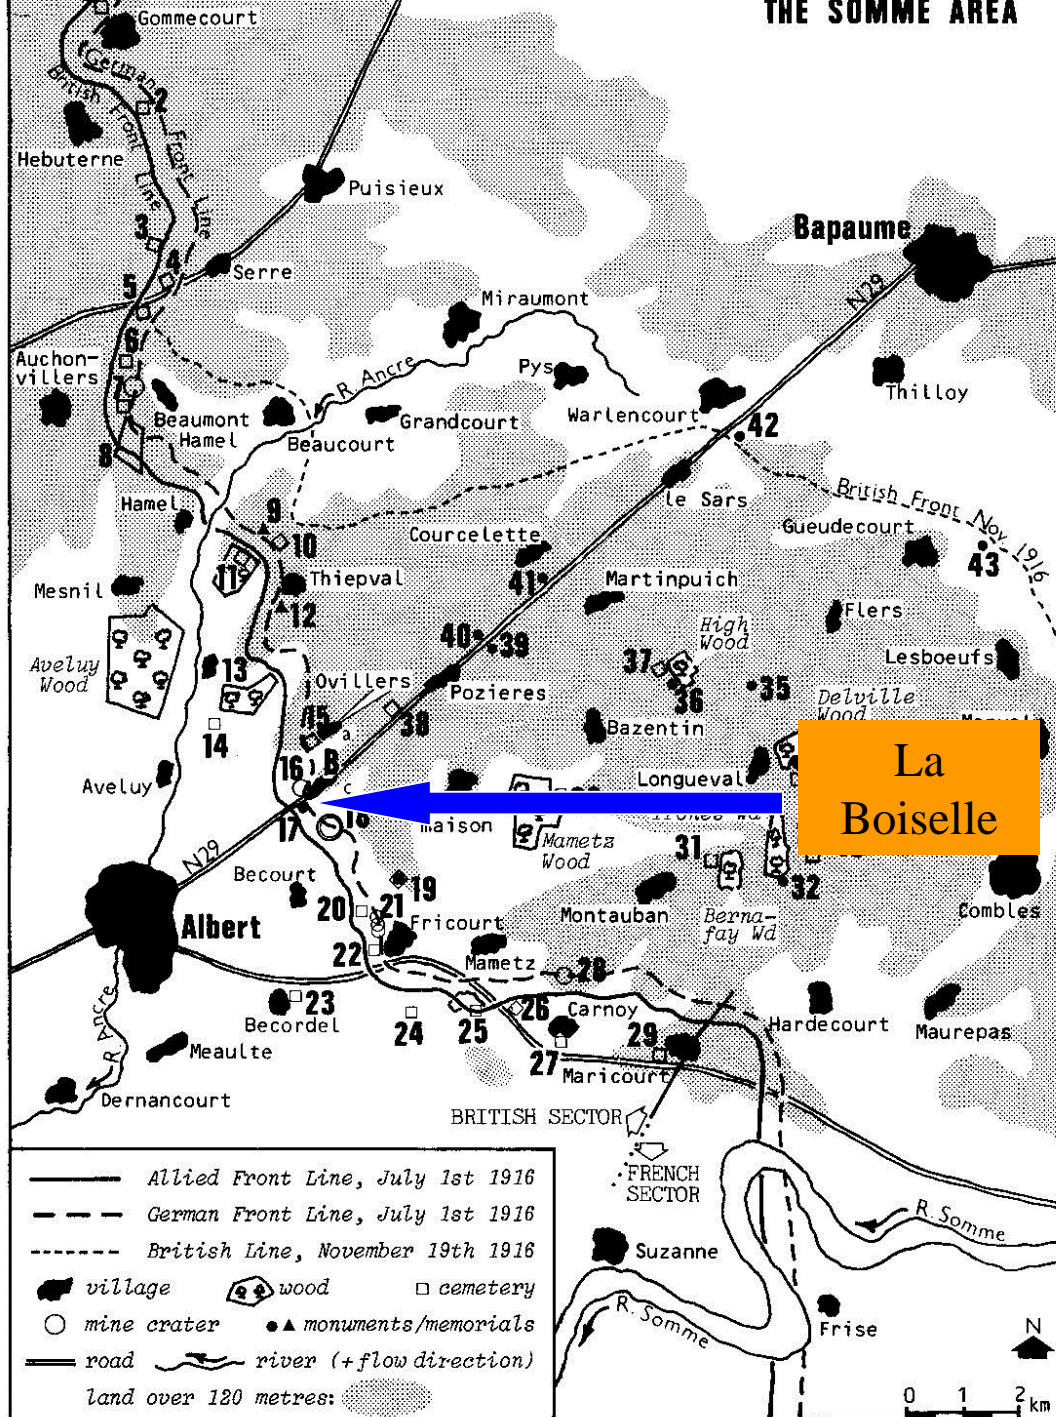 THE SOMME AREA
Gommecourt
German Front Line
British Front Line
2
Hebuterne
Puisieux
3
Bapaume
4
Serre
5
N29
Miraumont
6
Auchon-
villers
R. Ancre
Pys
7
Thilloy
Beaumont
Hamel
Warlencourt
Grandcourt
42
Beaucourt
8
le Sars
British Front Nov. 1916
Hamel
9
Gueudecourt
10
Courcelette
43
11
Thiepval
41
Martinpuich
Mesnil
12
Flers
High
Wood
40
39
Aveluy
Wood
13
37
Lesboeufs
Ovillers
Pozieres
36
35
Delville
Wood
15
38
a
14
Bazentin
La
Boiselle
16
B
Aveluy
c
Longueval
17
18
maison
Mametz
Wood
N29
31
Becourt
19
32
20
21
Montauban
Berna-
fay Wd
Combles
Albert
Fricourt
22
Mametz
28
23
Becordel
24
25
26
Carnoy
Hardecourt
Maurepas
R. Ancre
Meaulte
27
29
Maricourt
Dernancourt
BRITISH SECTOR
FRENCH
SECTOR
R. Somme
Suzanne
R. Somme
Frise
N
0 1 2 km
Allied Front Line, July 1st 1916
German Front Line, July 1st 1916
British Line, November 19th 1916
village
wood
cemetery
mine crater
monuments/memorials
road
river (+flow direction)
land over 120 metres: